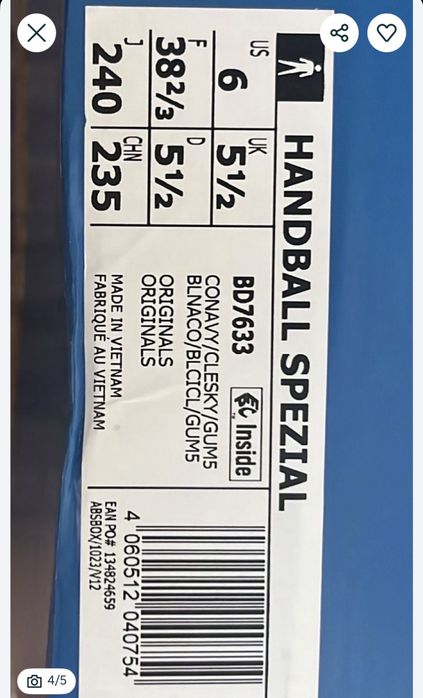 HANDBALL SPEZIAL
US
6
UK
5½
F
38⅔
D
5½
J
240
CHN
235
BD7633
Inside
CONAVY/CLESKY/GUM5
BLNACO/BLCICL/GUM5
ORIGINALS
ORIGINALS
MADE IN VIETNAM
FABRIQUÉ AU VIETNAM
4 060512 040754
EAN PO# 134824659
ABSBOX/1023/V12
4/5